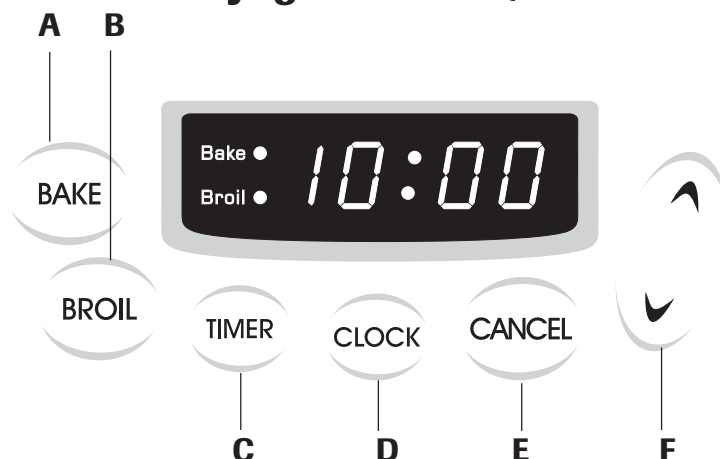 A B
Bake 10:00
Broil
BAKE
BROIL
TIMER CLOCK CANCEL
C D E F